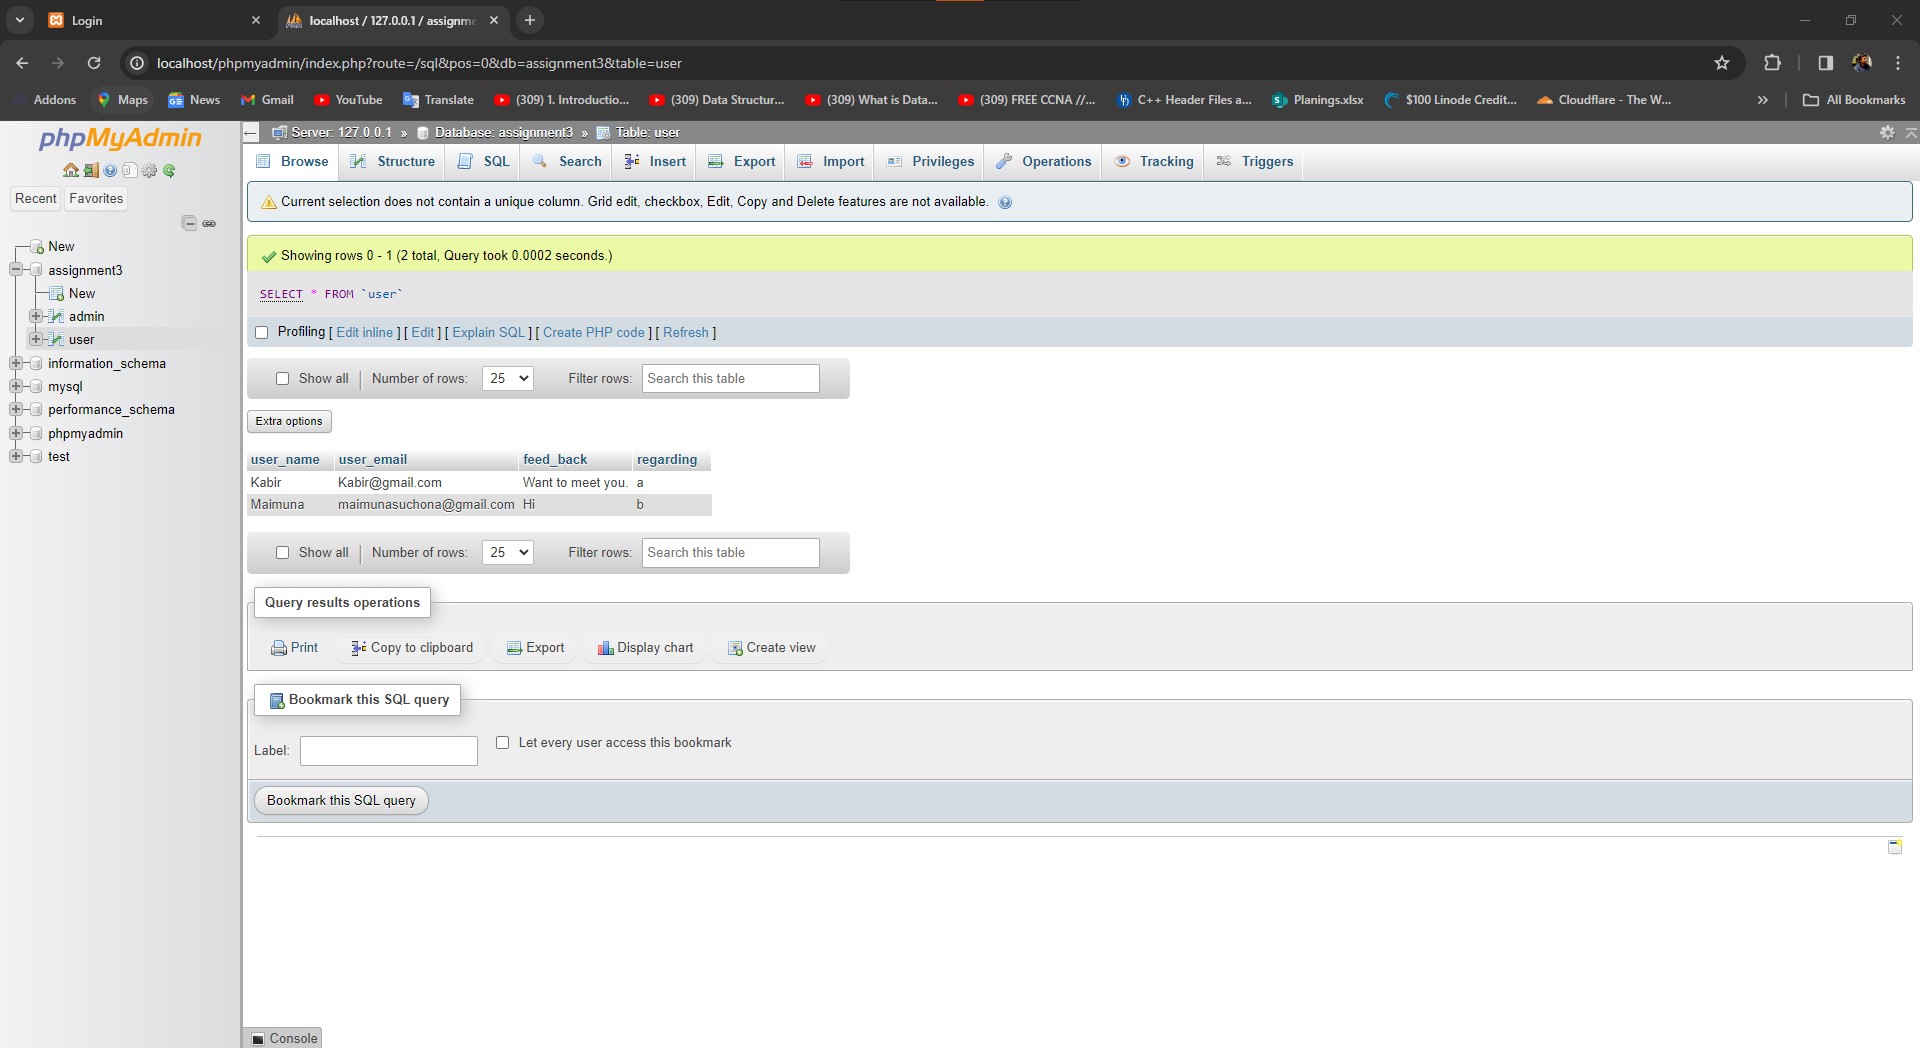 Login
localhost / 127.0.0.1 / assignme
localhost/phpmyadmin/index.php?route=/sql&pos=0&db=assignment3&table=user
Addons Maps News Gmail YouTube Translate (309) 1. Introductio... (309) Data Structur... (309) What is Data... (309) FREE CCNA //... C++ Header Files a... Planings.xlsx $100 Linode Credit... Cloudflare - The W... » All Bookmarks
phpMyAdmin
Recent Favorites
New
assignment3
New
admin
user
information_schema
mysql
performance_schema
phpmyadmin
test
Server: 127.0.0.1 » Database: assignment3 » Table: user
Browse Structure SQL Search Insert Export Import Privileges Operations Tracking Triggers
Current selection does not contain a unique column. Grid edit, checkbox, Edit, Copy and Delete features are not available.
Showing rows 0 - 1 (2 total, Query took 0.0002 seconds.)
SELECT * FROM `user`
Profiling [ Edit inline ] [ Edit ] [ Explain SQL ] [ Create PHP code ] [ Refresh ]
Show all Number of rows: 25 Filter rows: Search this table
Extra options
user_name user_email feed_back regarding
Kabir Kabir@gmail.com Want to meet you. a
Maimuna maimunasuchona@gmail.com Hi b
Show all Number of rows: 25 Filter rows: Search this table
Query results operations
Print Copy to clipboard Export Display chart Create view
Bookmark this SQL query
Label: Let every user access this bookmark
Bookmark this SQL query
Console